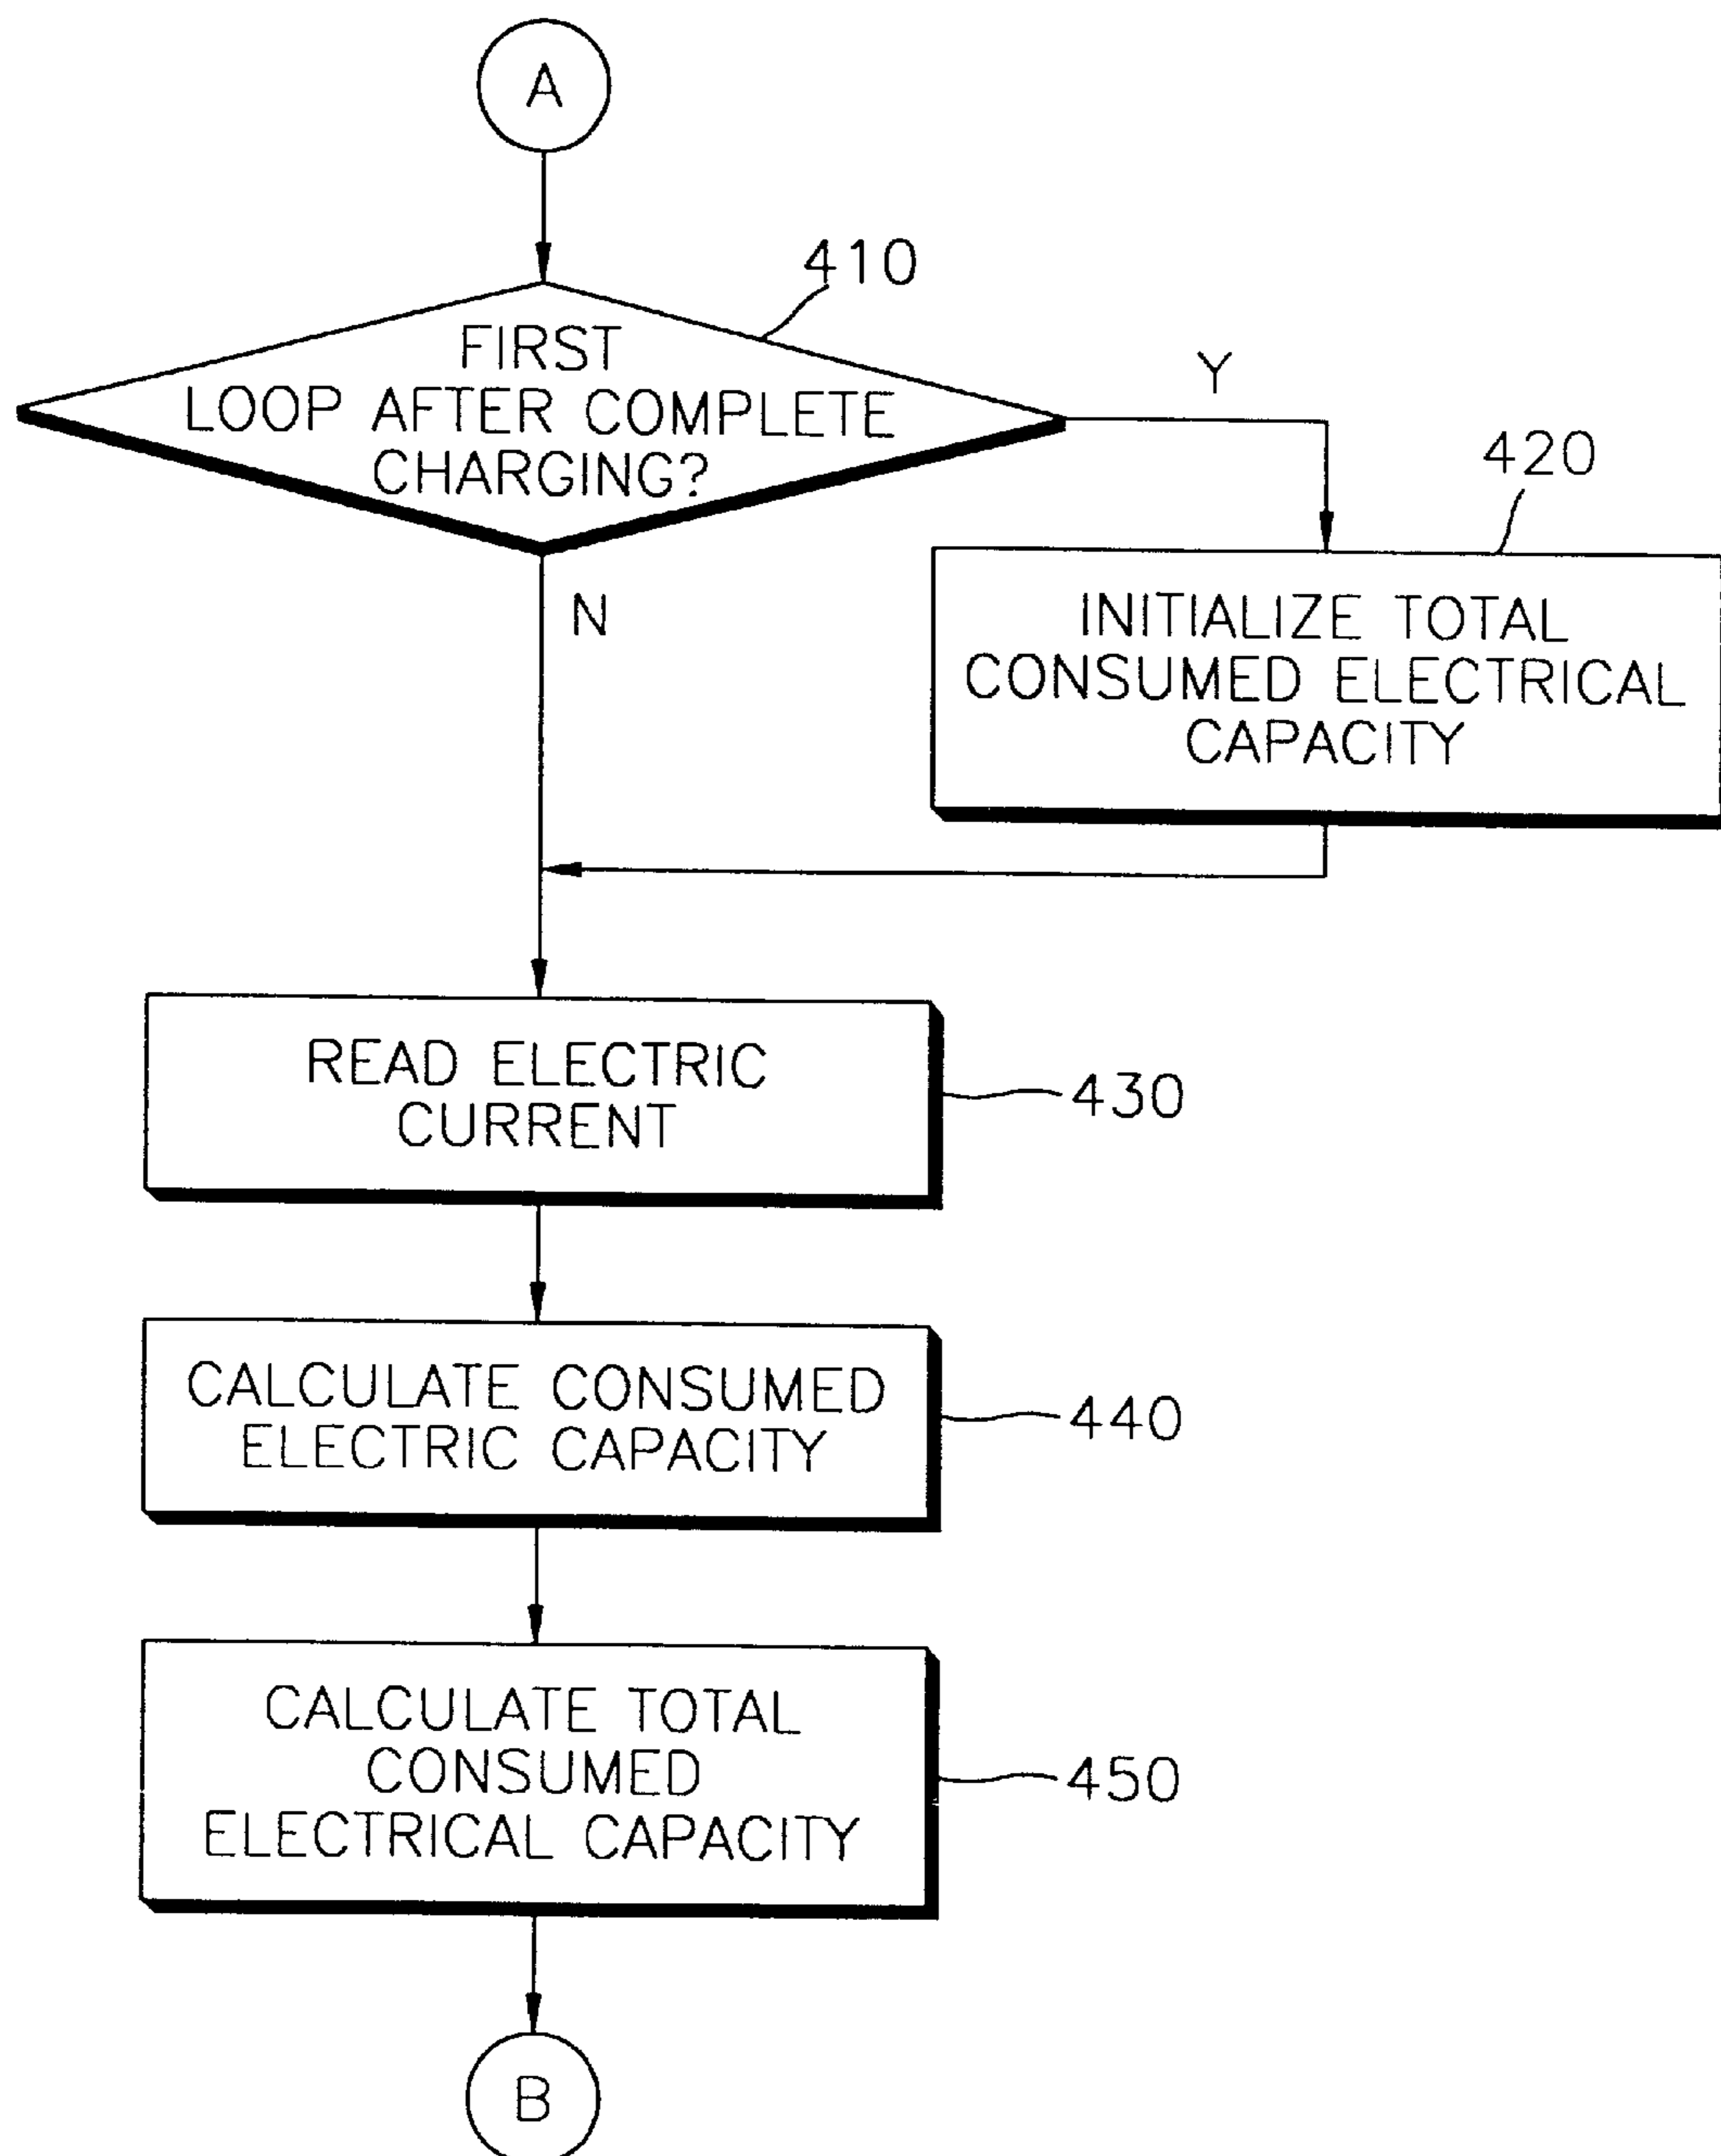 A
410
FIRST
LOOP AFTER COMPLETE
CHARGING?
Y
420
N
INITIALIZE TOTAL
CONSUMED ELECTRICAL
CAPACITY
READ ELECTRIC
CURRENT
430
CALCULATE CONSUMED
ELECTRIC CAPACITY
440
CALCULATE TOTAL
CONSUMED
ELECTRICAL CAPACITY
450
B